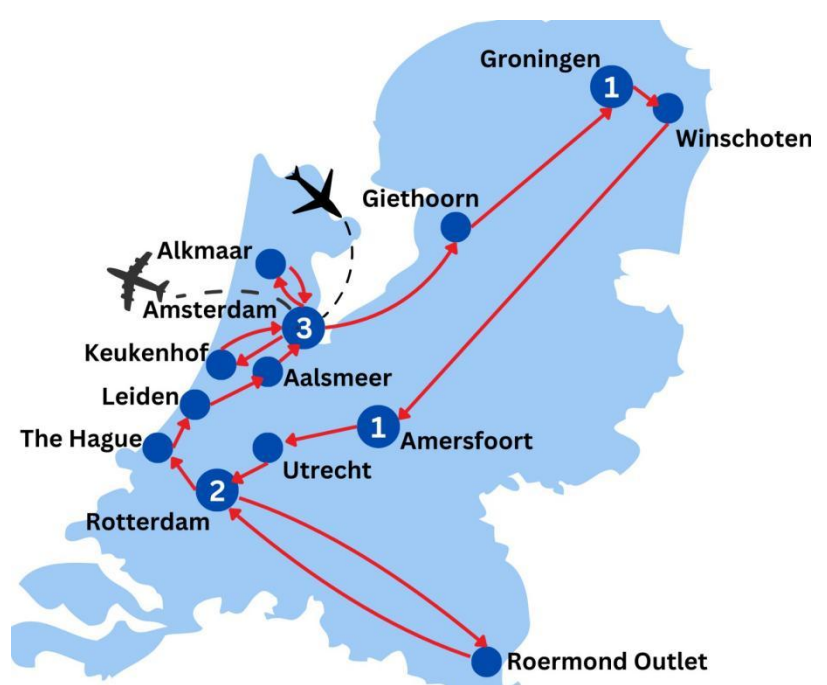 Groningen
1
Winschoten
Giethoorn
Alkmaar
Amsterdam
3
Keukenhof
Aalsmeer
Leiden
The Hague
1
Amersfoort
Utrecht
2
Rotterdam
Roermond Outlet